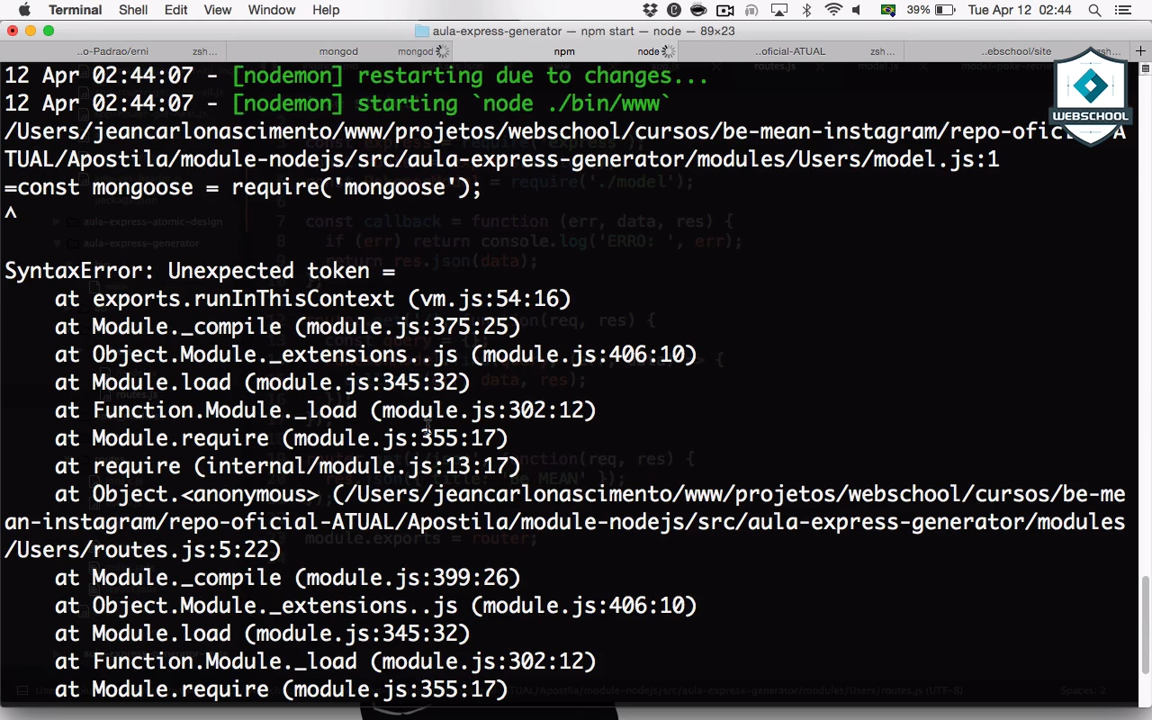 Terminal Shell Edit View Window Help 39% Tue Apr 12 02:44
aula-express-generator — npm start — node — 89×23
..o-Padrao/erni zsh... mongod mongod npm node ..oficial-ATUAL zsh... ..ebschool/site
12 Apr 02:44:07 - [nodemon] restarting due to changes...
12 Apr 02:44:07 - [nodemon] starting `node ./bin/www`
WEBSCHOOL
/Users/jeancarlonascimento/www/projetos/webschool/cursos/be-mean-instagram/repo-oficial-A
TUAL/Apostila/module-nodejs/src/aula-express-generator/modules/Users/model.js:1
=const mongoose = require('mongoose');
^
SyntaxError: Unexpected token =
at exports.runInThisContext (vm.js:54:16)
at Module._compile (module.js:375:25)
at Object.Module._extensions..js (module.js:406:10)
at Module.load (module.js:345:32)
at Function.Module._load (module.js:302:12)
at Module.require (module.js:355:17)
at require (internal/module.js:13:17)
at Object.<anonymous> (/Users/jeancarlonascimento/www/projetos/webschool/cursos/be-me
an-instagram/repo-oficial-ATUAL/Apostila/module-nodejs/src/aula-express-generator/modules
/Users/routes.js:5:22)
at Module._compile (module.js:399:26)
at Object.Module._extensions..js (module.js:406:10)
at Module.load (module.js:345:32)
at Function.Module._load (module.js:302:12)
at Module.require (module.js:355:17)